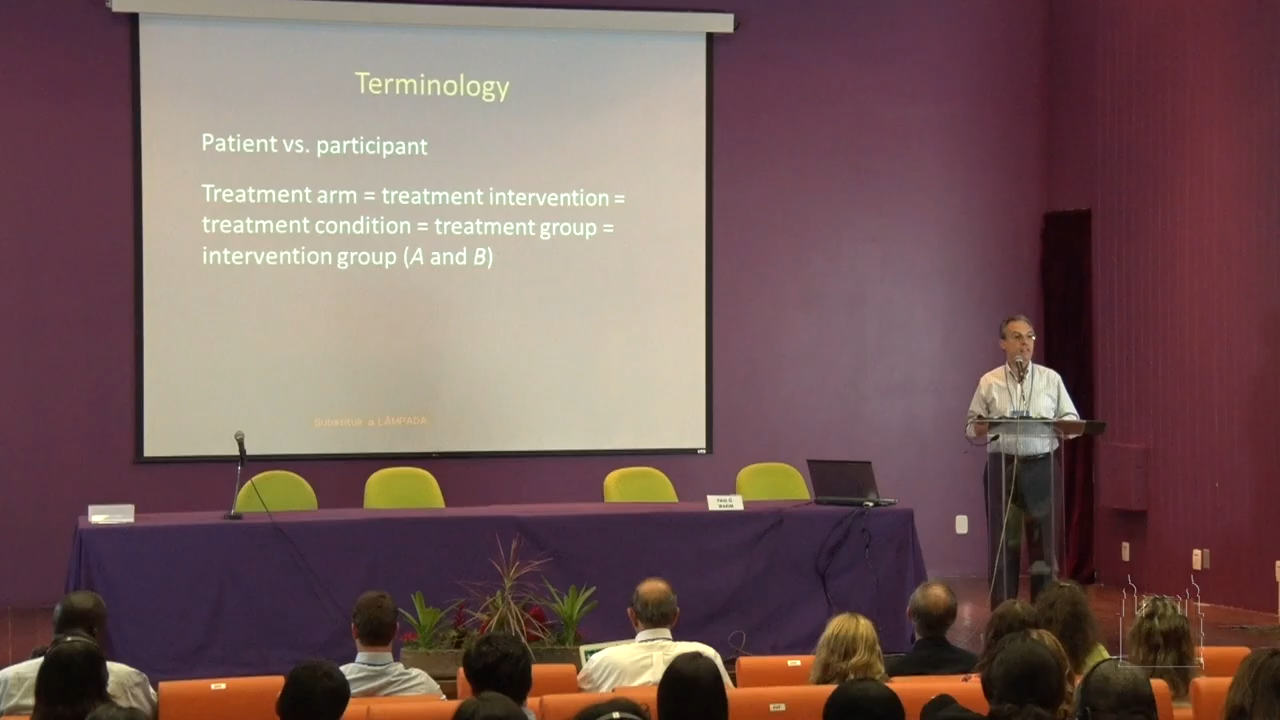 Terminology
Patient vs. participant
Treatment arm = treatment intervention =
treatment condition = treatment group =
intervention group (A and B)
Substituir a LÂMPADA